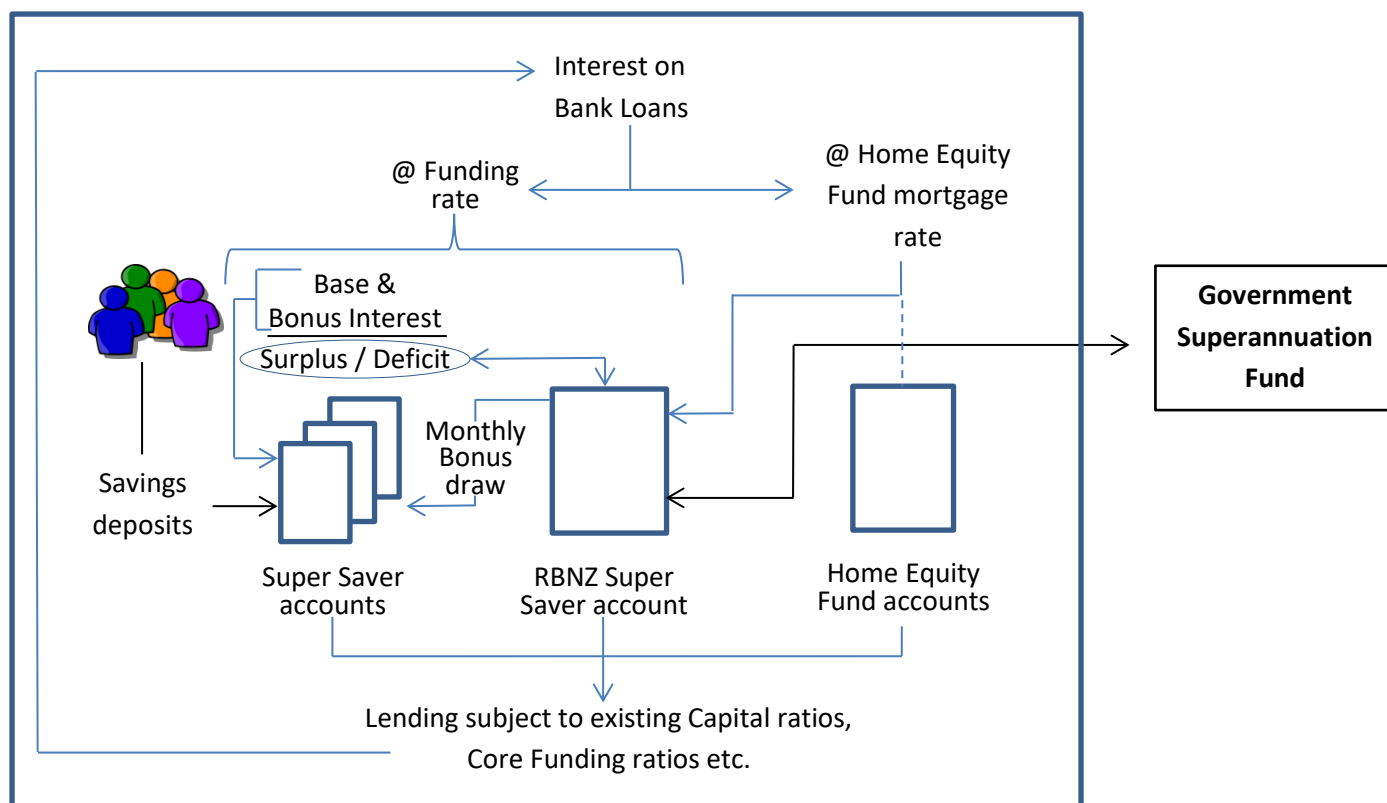 Interest on
Bank Loans
@ Funding
rate
@ Home Equity
Fund mortgage
rate
Base &
Bonus Interest
Surplus / Deficit
Government
Superannuation
Fund
Monthly
Bonus
draw
Savings
deposits
Super Saver
accounts
RBNZ Super
Saver account
Home Equity
Fund accounts
Lending subject to existing Capital ratios,
Core Funding ratios etc.